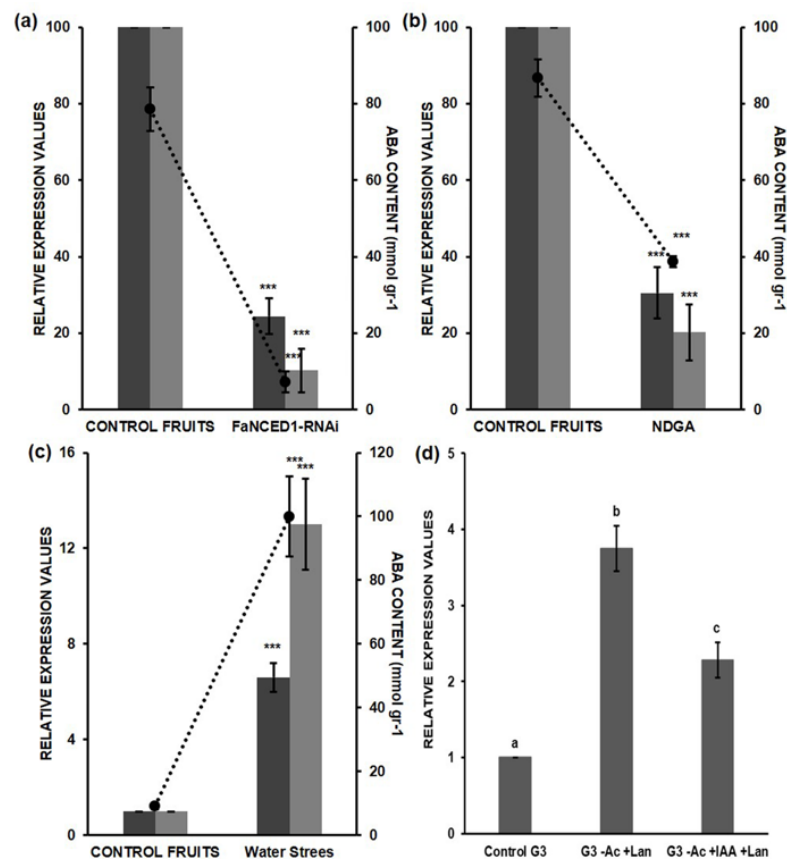 (a)
RELATIVE EXPRESSION VALUES
100
80
60
40
20
0
100
80
60
40
20
0
ABA CONTENT (mmol gr-1
***
***
***
CONTROL FRUITS FaNCED1-RNAi
(b)
RELATIVE EXPRESSION VALUES
100
80
60
40
20
0
100
80
60
40
20
0
ABA CONTENT (mmol gr-1
***
***
***
CONTROL FRUITS NDGA
(c)
RELATIVE EXPRESSION VALUES
16
12
8
4
0
120
100
80
60
40
20
0
ABA CONTENT (mmol gr-1
***
***
***
CONTROL FRUITS Water Strees
(d)
RELATIVE EXPRESSION VALUES
5
4
3
2
1
0
a
b
c
Control G3 G3 -Ac +Lan G3 -Ac +IAA +Lan